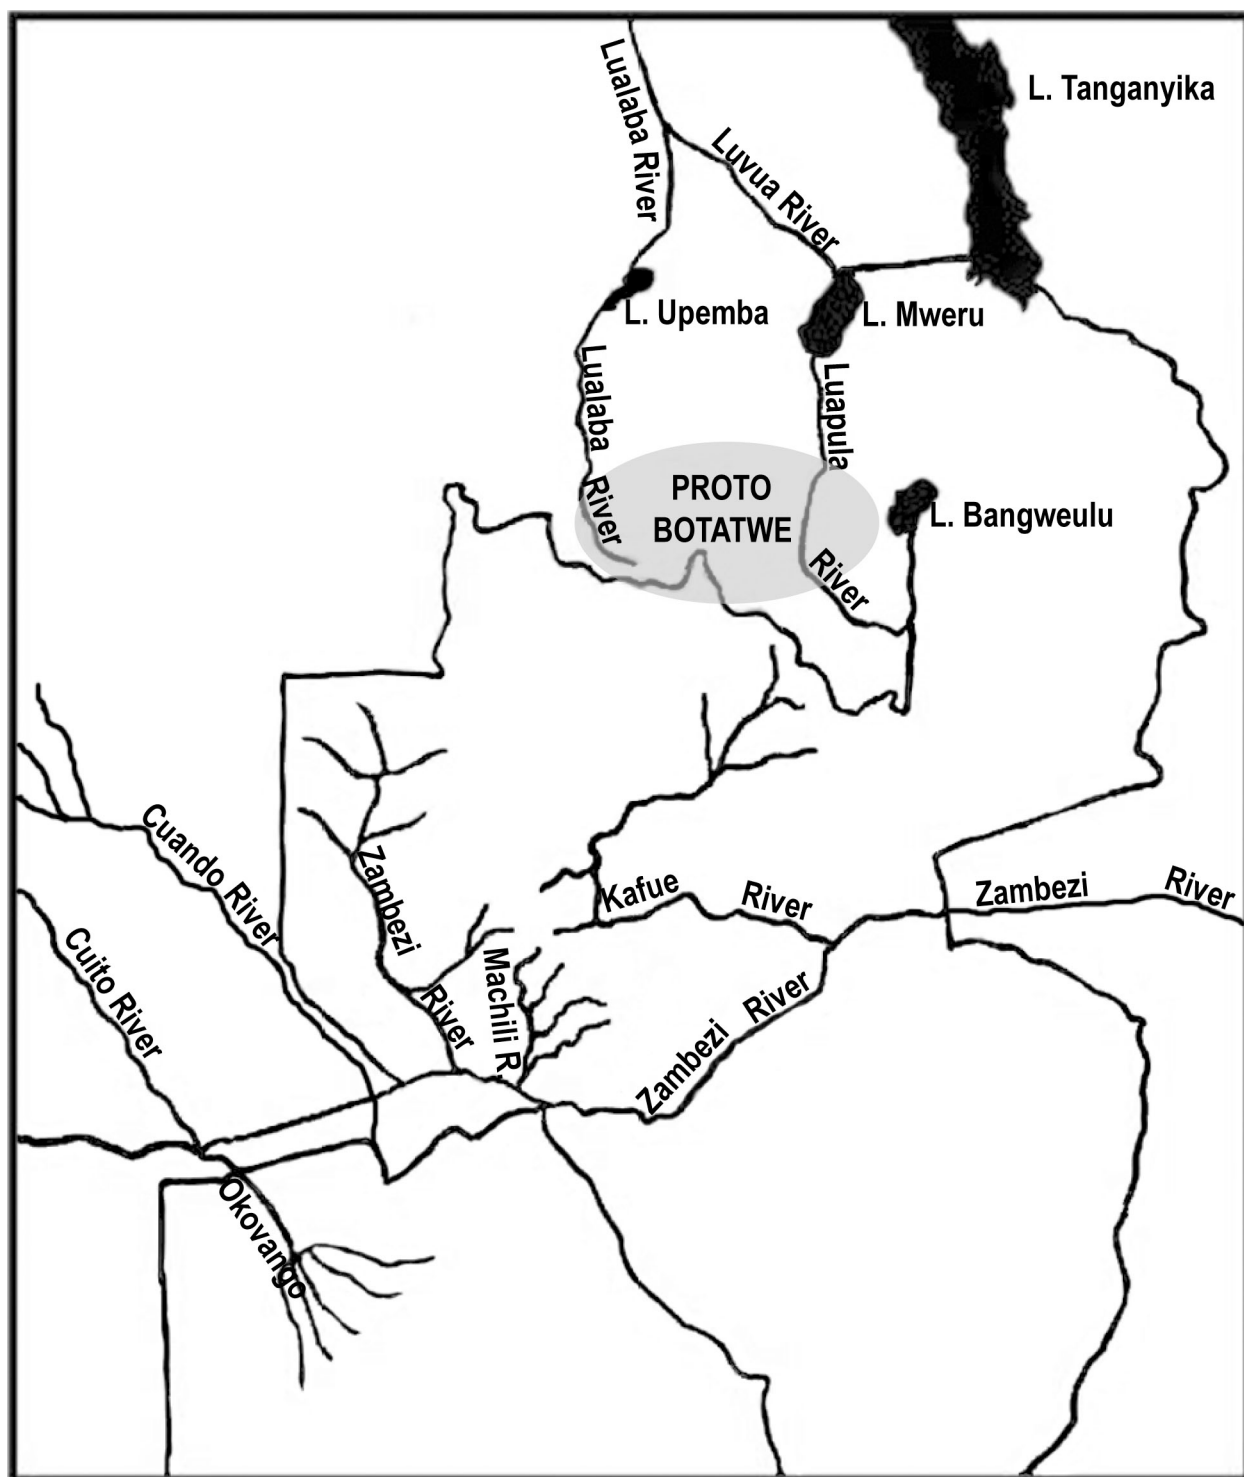 Lualaba River
L. Tanganyika
Luvua River
L. Upemba
L. Mweru
Lualaba
River
Luapula
River
PROTO
BOTATWE
L. Bangweulu
Cuando River
Zambezi
River
Kafue
River
Zambezi
River
Cuito River
Machili R.
Zambezi
River
Okovango